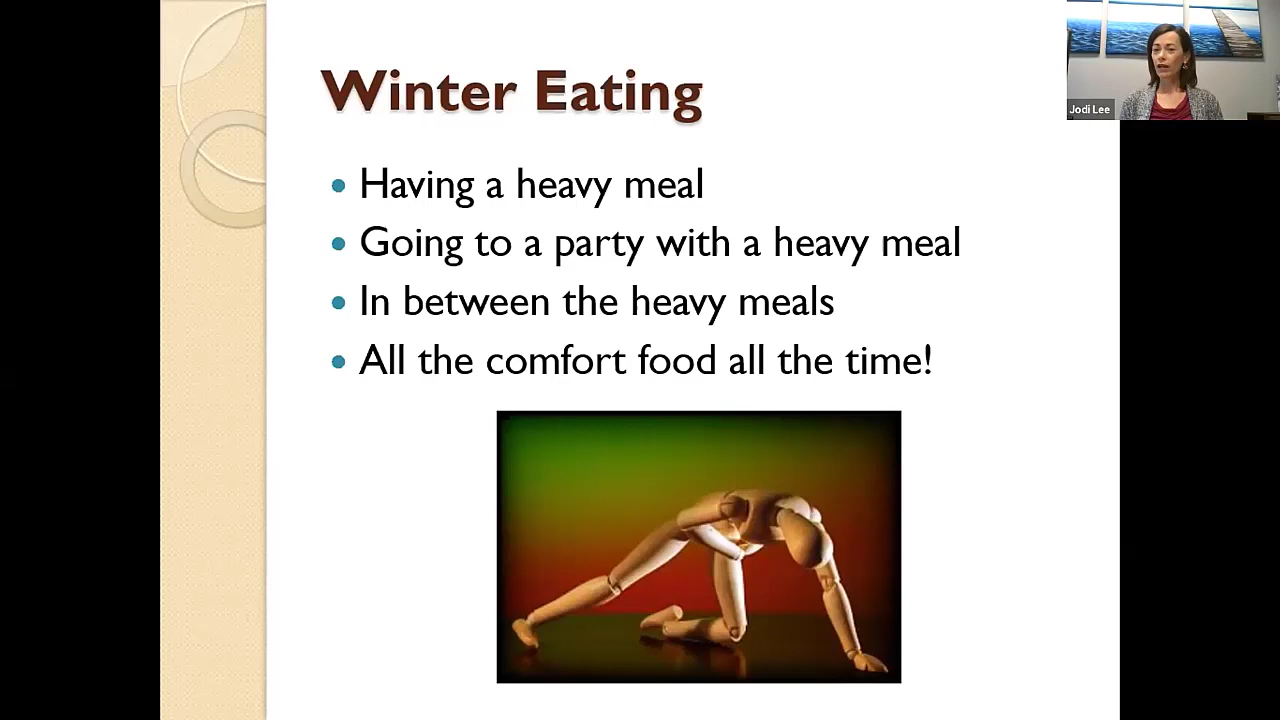 Winter Eating
Having a heavy meal
Going to a party with a heavy meal
In between the heavy meals
All the comfort food all the time!
Jodi Lee